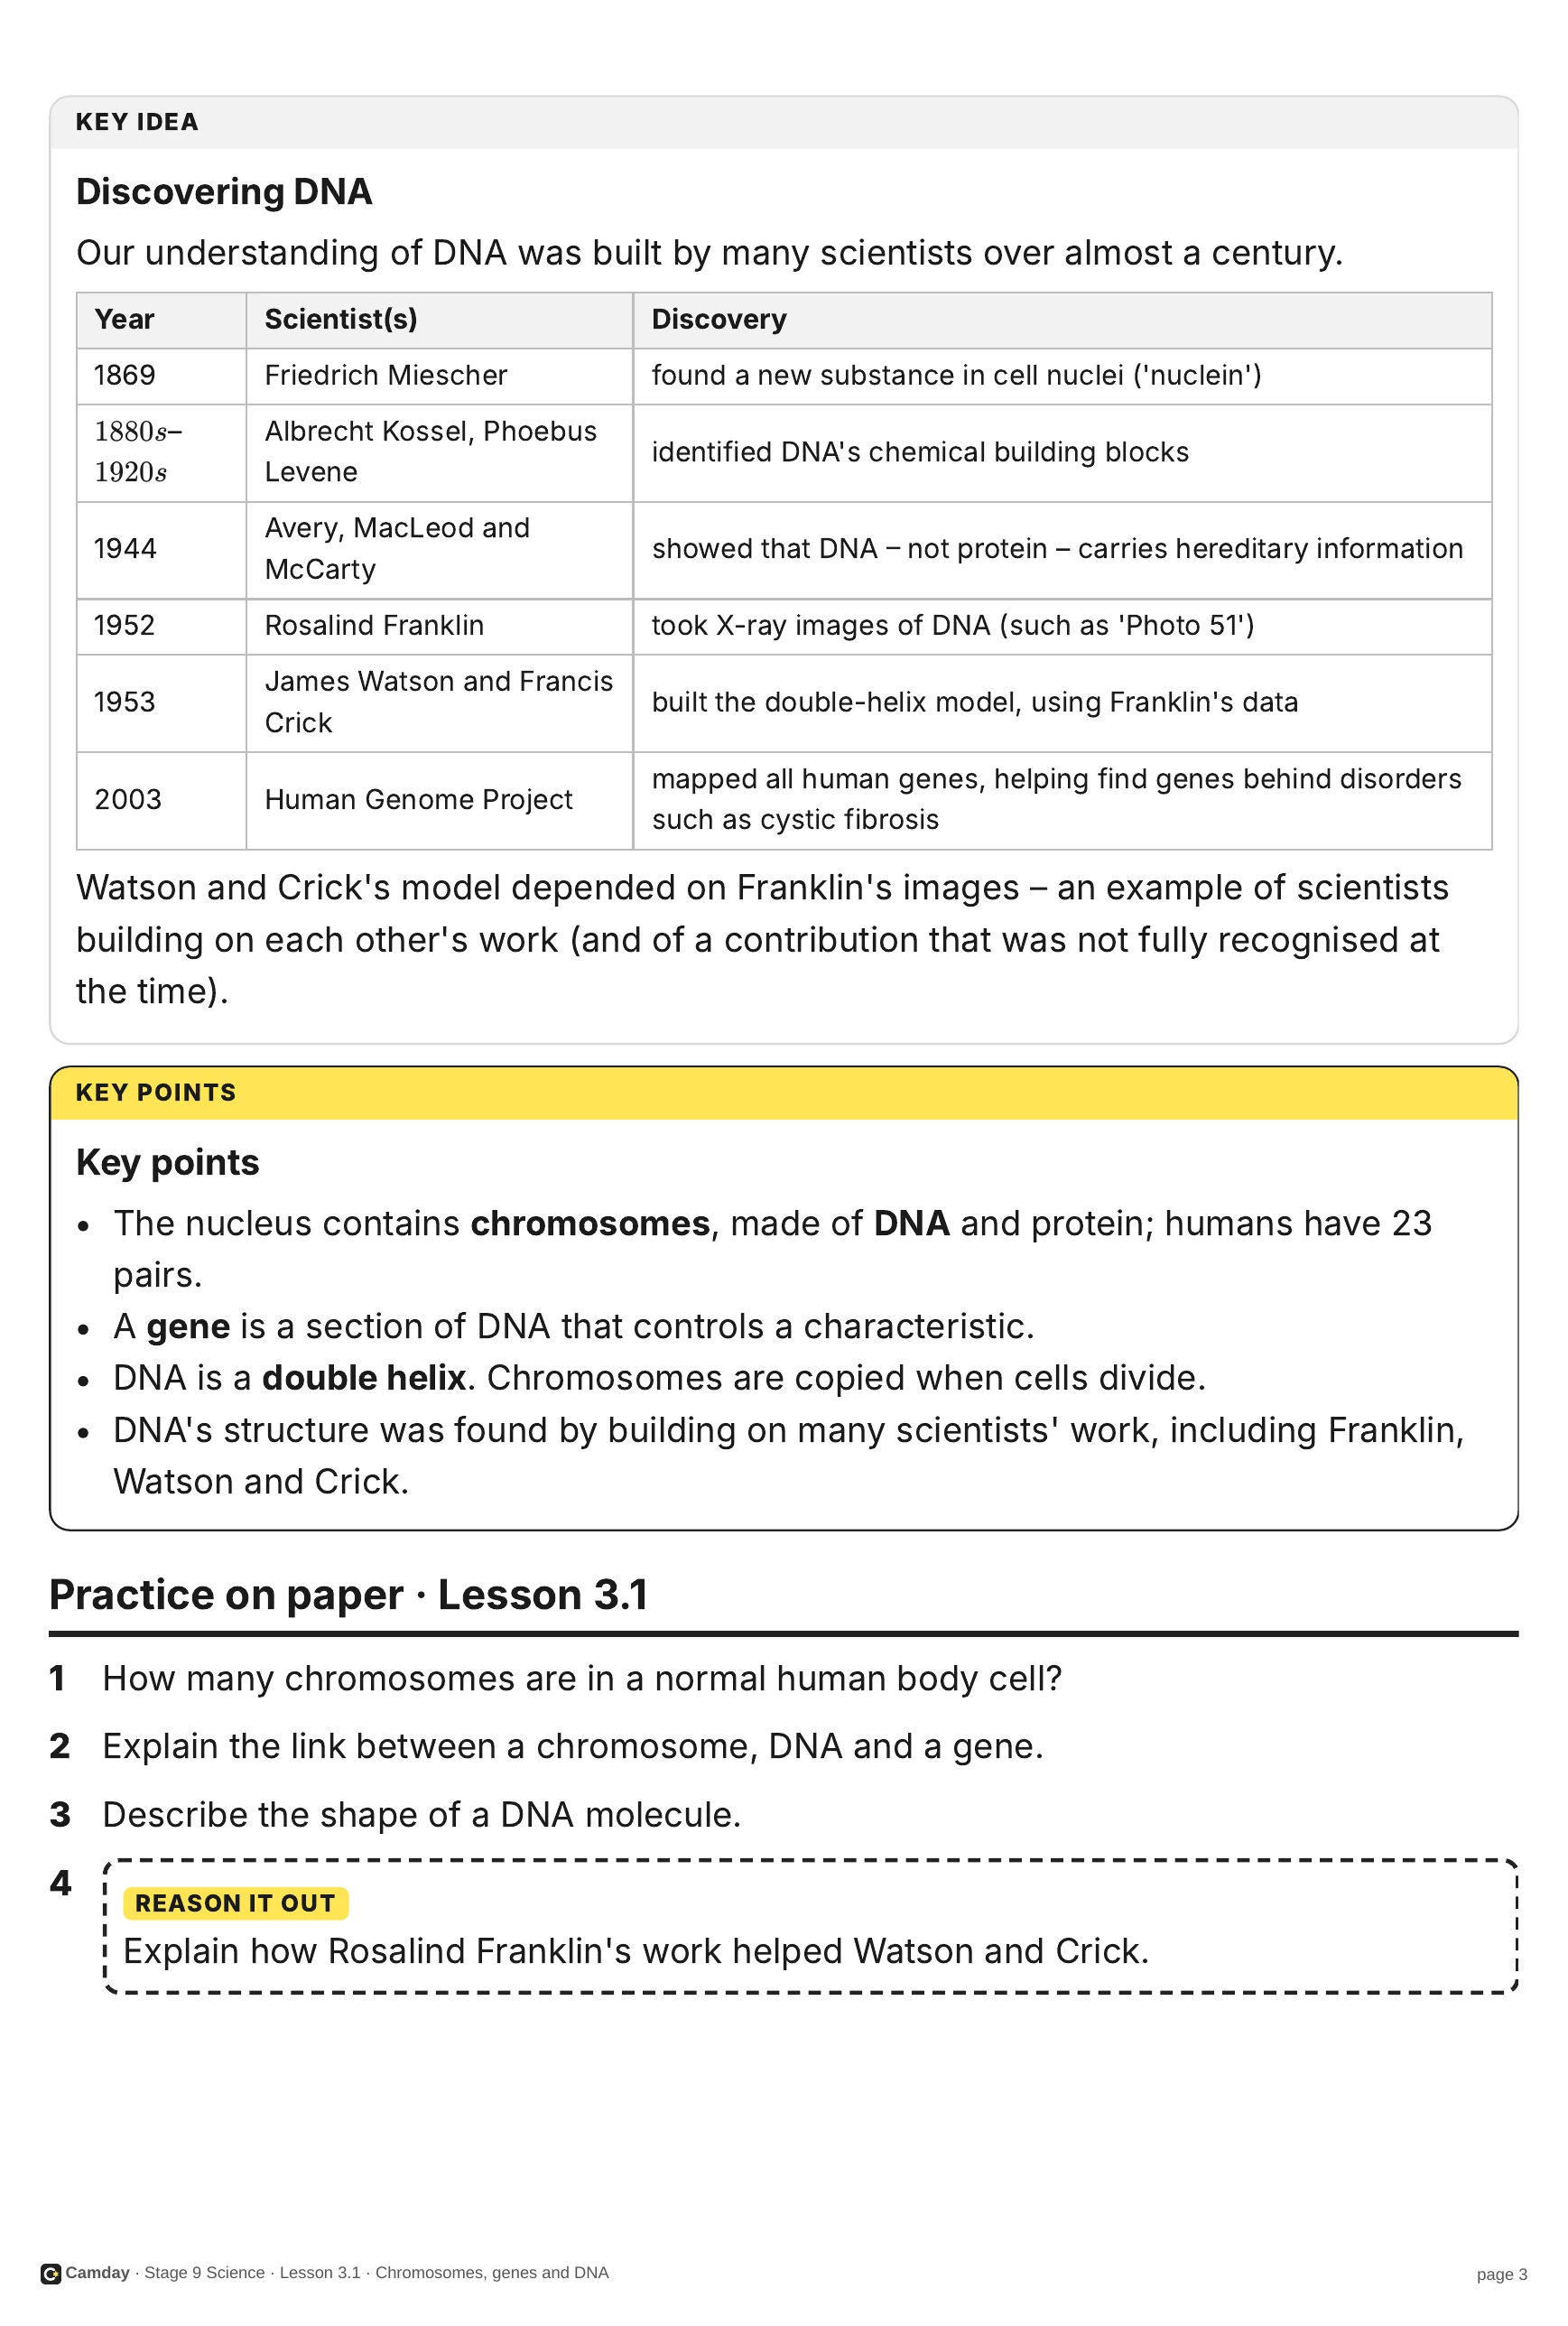 KEY IDEA
Discovering DNA
Our understanding of DNA was built by many scientists over almost a century.
Year Scientist(s) Discovery
1869 Friedrich Miescher found a new substance in cell nuclei ('nuclein')
1880s–
1920s
Albrecht Kossel, Phoebus
Levene
identified DNA's chemical building blocks
1944
Avery, MacLeod and
McCarty
showed that DNA – not protein – carries hereditary information
1952 Rosalind Franklin took X-ray images of DNA (such as 'Photo 51')
1953
James Watson and Francis
Crick
built the double-helix model, using Franklin's data
2003 Human Genome Project
mapped all human genes, helping find genes behind disorders
such as cystic fibrosis
Watson and Crick's model depended on Franklin's images – an example of scientists
building on each other's work (and of a contribution that was not fully recognised at
the time).
KEY POINTS
Key points
• The nucleus contains chromosomes, made of DNA and protein; humans have 23
pairs.
• A gene is a section of DNA that controls a characteristic.
• DNA is a double helix. Chromosomes are copied when cells divide.
• DNA's structure was found by building on many scientists' work, including Franklin,
Watson and Crick.
Practice on paper · Lesson 3.1
1 How many chromosomes are in a normal human body cell?
2 Explain the link between a chromosome, DNA and a gene.
3 Describe the shape of a DNA molecule.
4
REASON IT OUT
Explain how Rosalind Franklin's work helped Watson and Crick.
Camday · Stage 9 Science · Lesson 3.1 · Chromosomes, genes and DNA
page 3